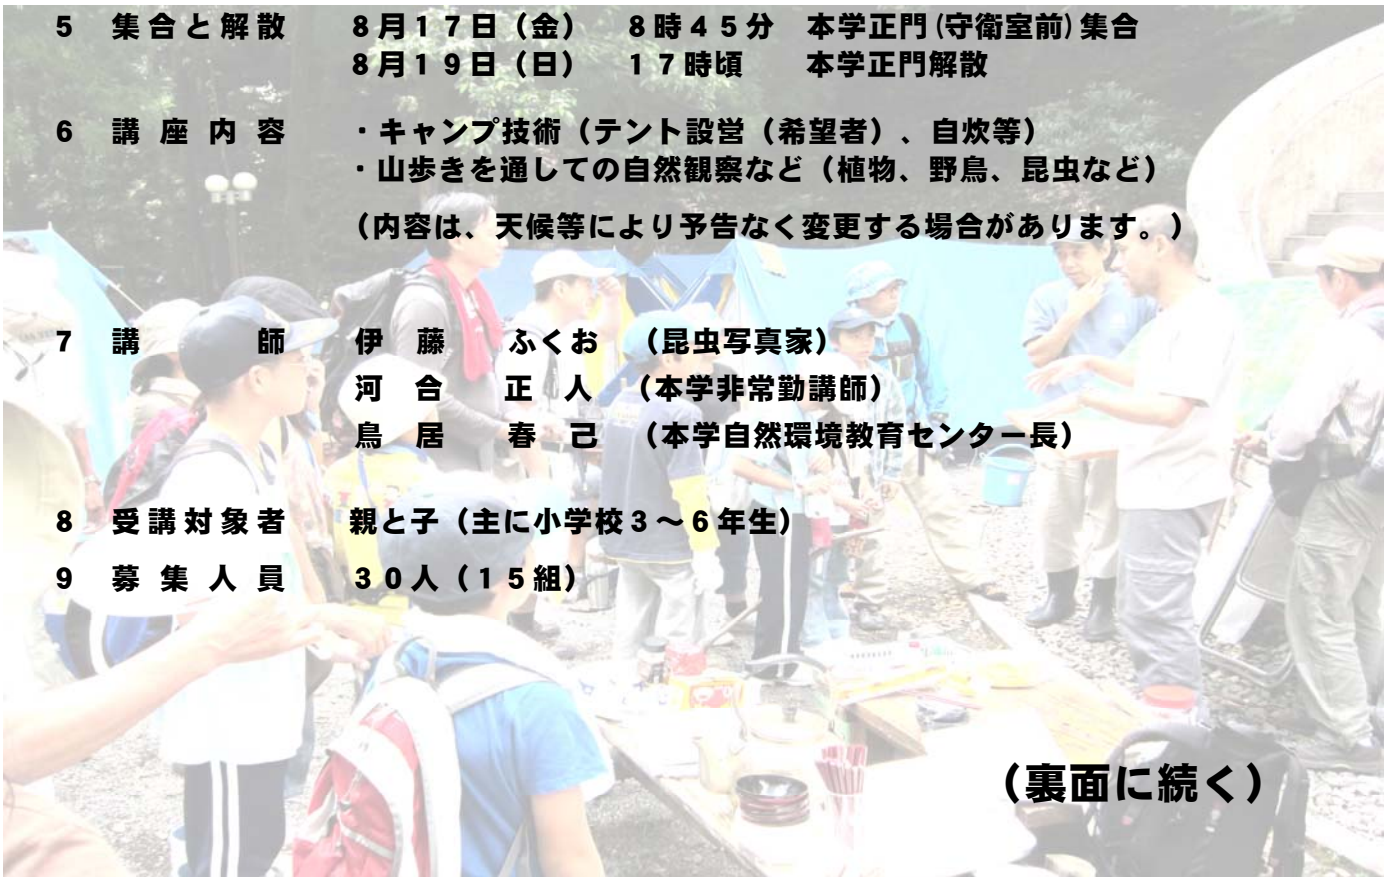 ５　集合と解散　８月１７日（金）　８時４５分　本学正門(守衛室前)集合
８月１９日（日）　１７時頃　本学正門解散
６　講座内容　・キャンプ技術（テント設営（希望者）、自炊等）
・山歩きを通しての自然観察など（植物、野鳥、昆虫など）
（内容は、天候等により予告なく変更する場合があります。）
７　講　師　伊藤　ふくお　（昆虫写真家）
河合　正人　（本学非常勤講師）
鳥居　春己　（本学自然環境教育センター長）
８　受講対象者　親と子（主に小学校３～６年生）
９　募集人員　３０人（１５組）
（裏面に続く）